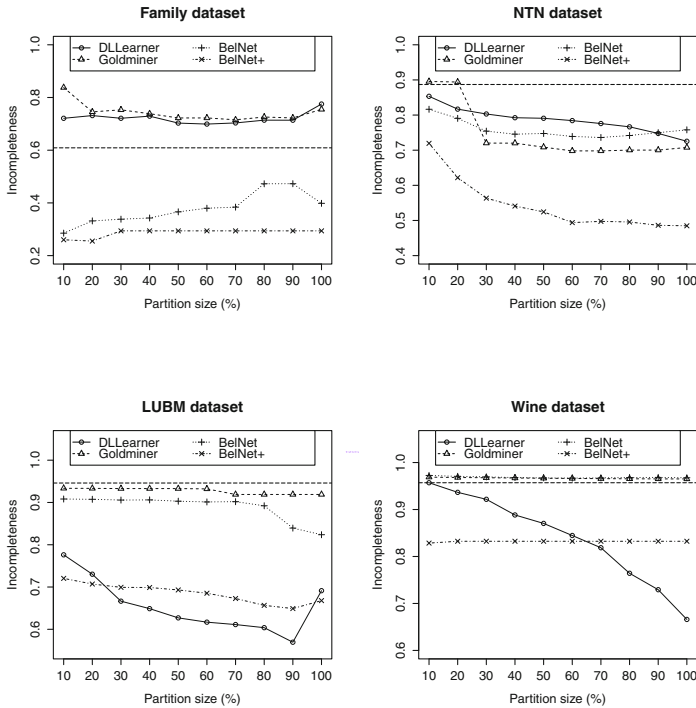 Family dataset
DLLearner BelNet
Goldminer BelNet+
Incompleteness
0.2 0.4 0.6 0.8 1.0
10 20 30 40 50 60 70 80 90 100
Partition size (%)
NTN dataset
DLLearner BelNet
Goldminer BelNet+
Incompleteness
0.4 0.5 0.6 0.7 0.8 0.9 1.0
10 20 30 40 50 60 70 80 90 100
Partition size (%)
LUBM dataset
DLLearner BelNet
Goldminer BelNet+
Incompleteness
0.6 0.7 0.8 0.9 1.0
10 20 30 40 50 60 70 80 90 100
Partition size (%)
Wine dataset
DLLearner BelNet
Goldminer BelNet+
Incompleteness
0.6 0.7 0.8 0.9 1.0
10 20 30 40 50 60 70 80 90 100
Partition size (%)